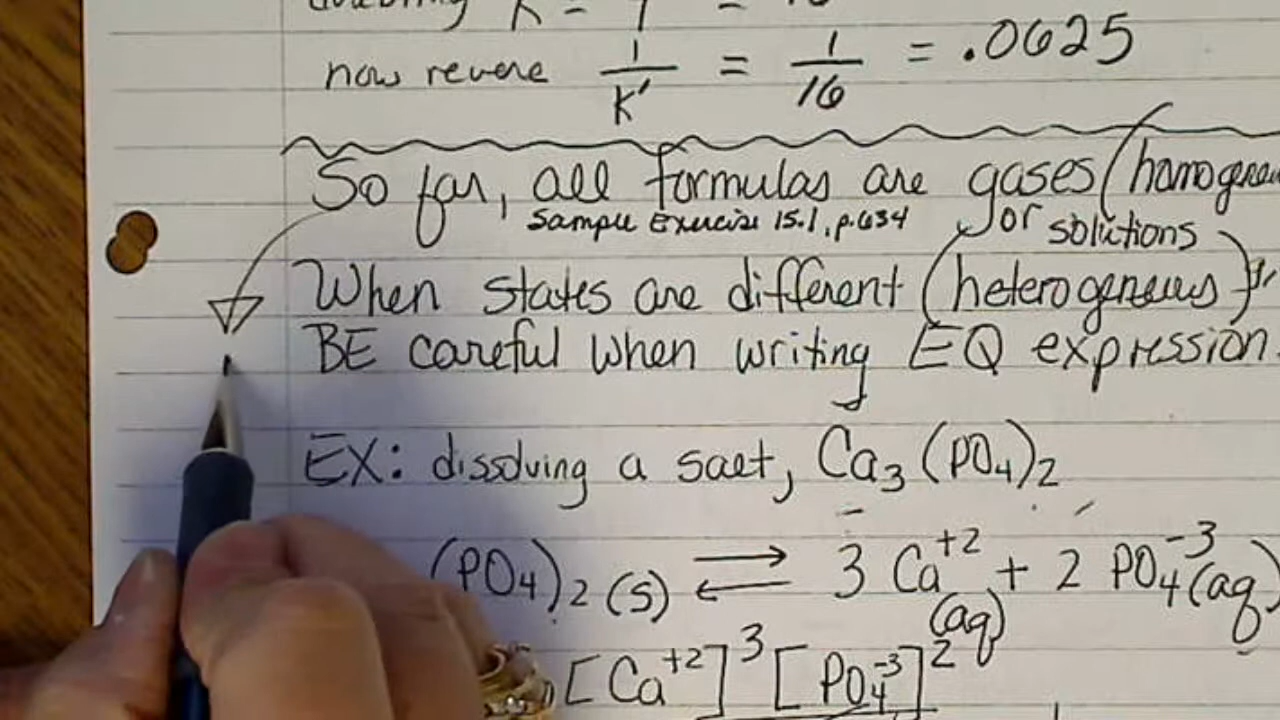 K = = 16
now reverse 1/K' = 1/16 = .0625
So far, all formulas are gases (homogeneous
Sample Exercise 15.1, p.634 or solutions
When states are different (heterogeneous)
BE careful when writing EQ expression.
EX: dissolving a salt, Ca₃(PO₄)₂
(PO₄)₂ (s) ⇌ 3 Ca⁺² (aq) + 2 PO₄⁻³ (aq)
[Ca⁺²]³ [PO₄⁻³]²